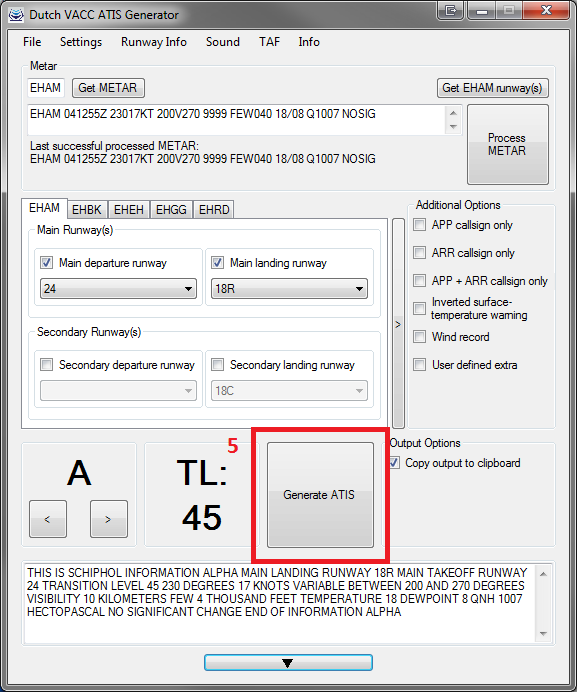 Dutch VACC ATIS Generator
File Settings Runway Info Sound TAF Info
Metar
EHAM Get METAR Get EHAM runway(s)
EHAM 041255Z 23017KT 200V270 9999 FEW040 18/08 Q1007 NOSIG
Last successful processed METAR:
EHAM 041255Z 23017KT 200V270 9999 FEW040 18/08 Q1007 NOSIG
Process
METAR
EHAM EHBK EHEH EHGG EHRD
Main Runway(s)
Main departure runway Main landing runway
24 18R
Secondary Runway(s)
Secondary departure runway Secondary landing runway
18C
>
Additional Options
APP callsign only
ARR callsign only
APP + ARR callsign only
Inverted surface-
temperature warning
Wind record
User defined extra
A
< >
TL:
45
5
Generate ATIS
Output Options
Copy output to clipboard
THIS IS SCHIPHOL INFORMATION ALPHA MAIN LANDING RUNWAY 18R MAIN TAKEOFF RUNWAY
24 TRANSITION LEVEL 45 230 DEGREES 17 KNOTS VARIABLE BETWEEN 200 AND 270 DEGREES
VISIBILITY 10 KILOMETERS FEW 4 THOUSAND FEET TEMPERATURE 18 DEWPOINT 8 QNH 1007
HECTOPASCAL NO SIGNIFICANT CHANGE END OF INFORMATION ALPHA